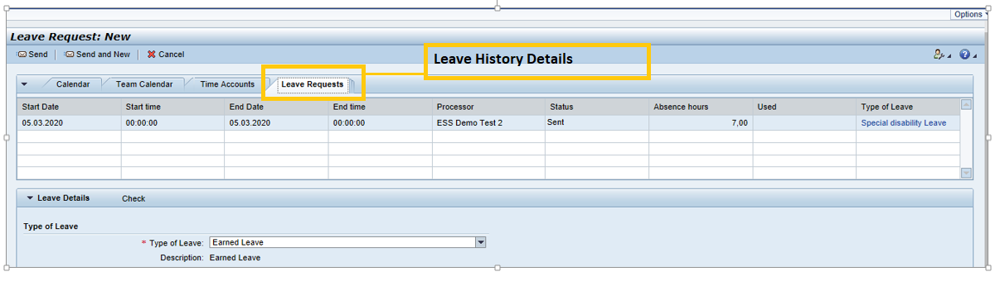 Options
Leave Request: New
Send Send and New Cancel
Leave History Details
Calendar Team Calendar Time Accounts Leave Requests
Start Date Start time End Date End time Processor Status Absence hours Used Type of Leave
05.03.2020 00:00:00 05.03.2020 00:00:00 ESS Demo Test 2 Sent 7,00 Special disability Leave
Leave Details Check
Type of Leave
* Type of Leave: Earned Leave
Description: Earned Leave